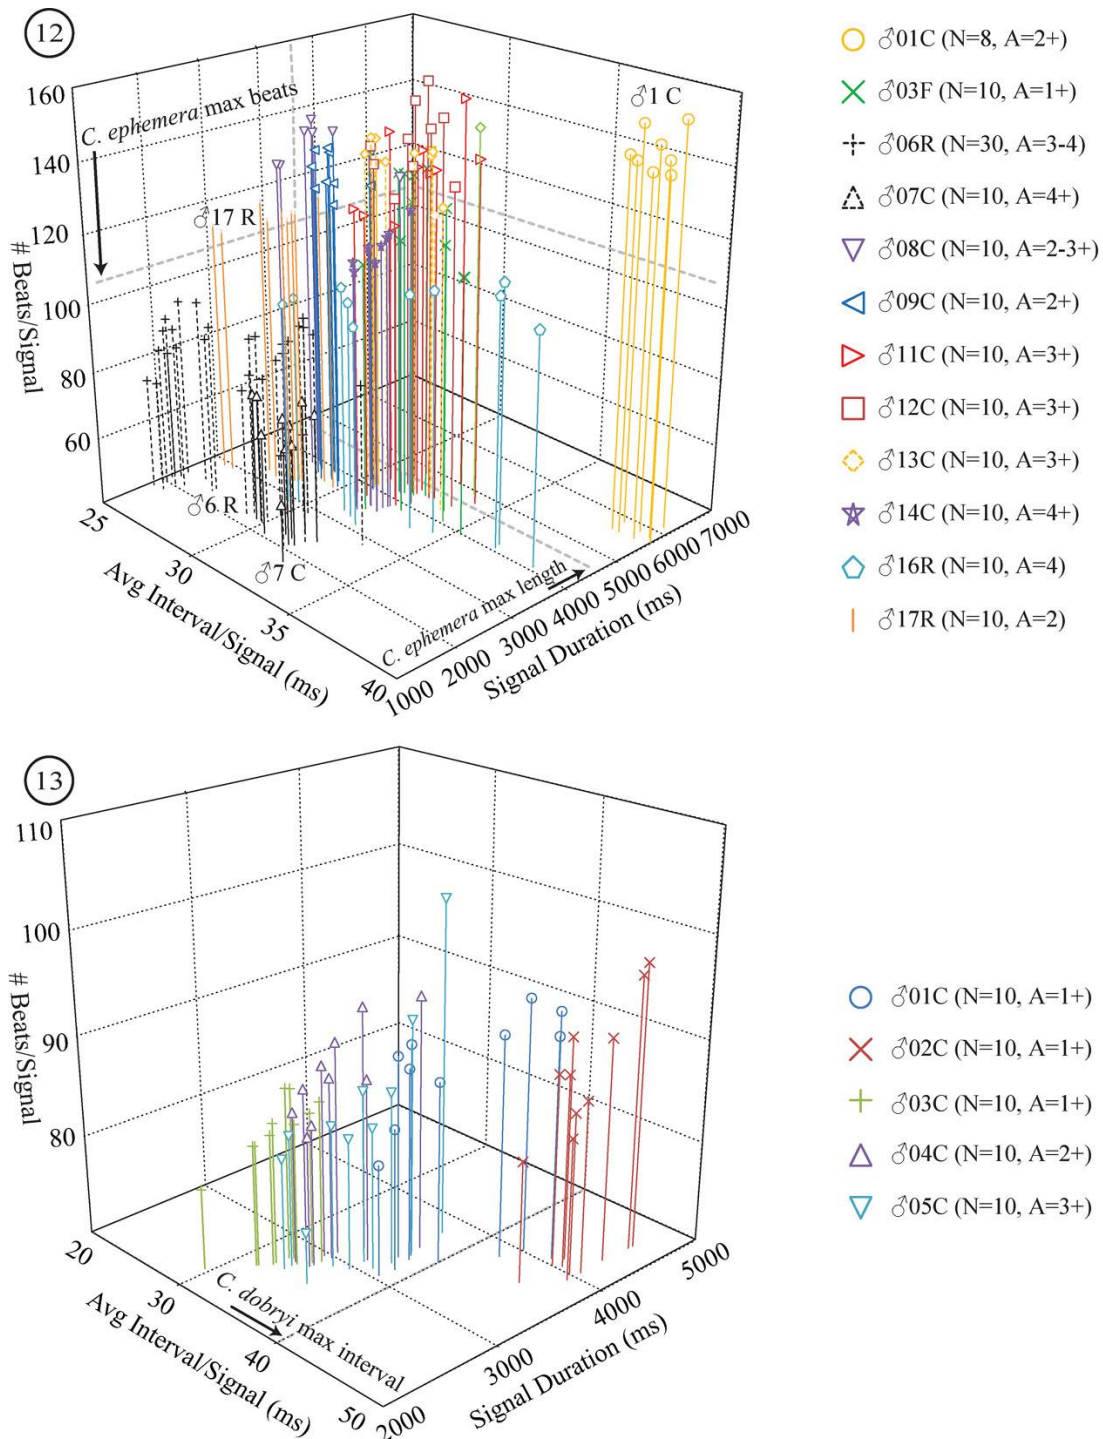 12
160
140
120
100
80
60
# Beats/Signal
C. ephemera max beats
♂17 R
♂6 R
♂7 C
♂1 C
25
30
35
40
Avg Interval/Signal (ms)
C. ephemera max length
1000
2000
3000
4000
5000
6000
7000
Signal Duration (ms)
♂01C (N=8, A=2+)
♂03F (N=10, A=1+)
♂06R (N=30, A=3-4)
♂07C (N=10, A=4+)
♂08C (N=10, A=2-3+)
♂09C (N=10, A=2+)
♂11C (N=10, A=3+)
♂12C (N=10, A=3+)
♂13C (N=10, A=3+)
♂14C (N=10, A=4+)
♂16R (N=10, A=4)
♂17R (N=10, A=2)
13
110
100
90
80
# Beats/Signal
20
30
40
50
Avg Interval/Signal (ms)
C. dobryi max interval
2000
3000
4000
5000
Signal Duration (ms)
♂01C (N=10, A=1+)
♂02C (N=10, A=1+)
♂03C (N=10, A=1+)
♂04C (N=10, A=2+)
♂05C (N=10, A=3+)